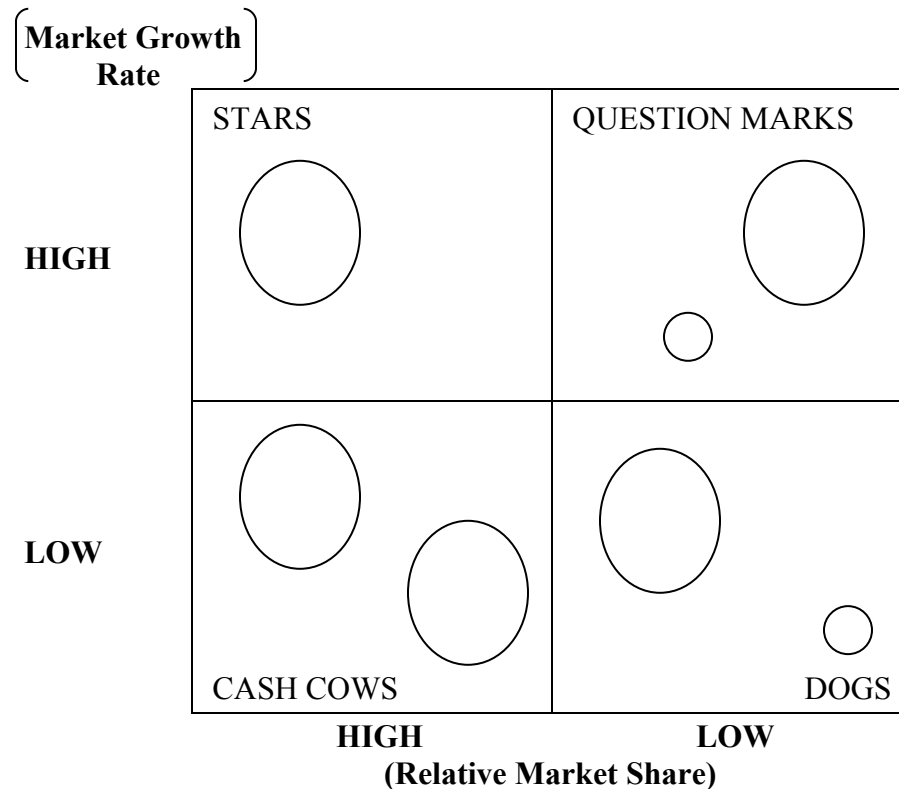 Market Growth
Rate
STARS
QUESTION MARKS
HIGH
LOW
CASH COWS
DOGS
HIGH
LOW
(Relative Market Share)